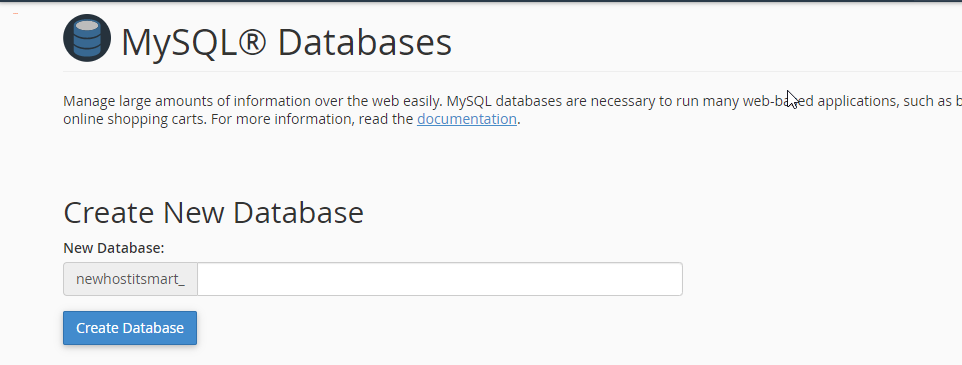 MySQL® Databases
Manage large amounts of information over the web easily. MySQL databases are necessary to run many web-based applications, such as b
online shopping carts. For more information, read the documentation.
Create New Database
New Database:
newhostitsmart_
Create Database